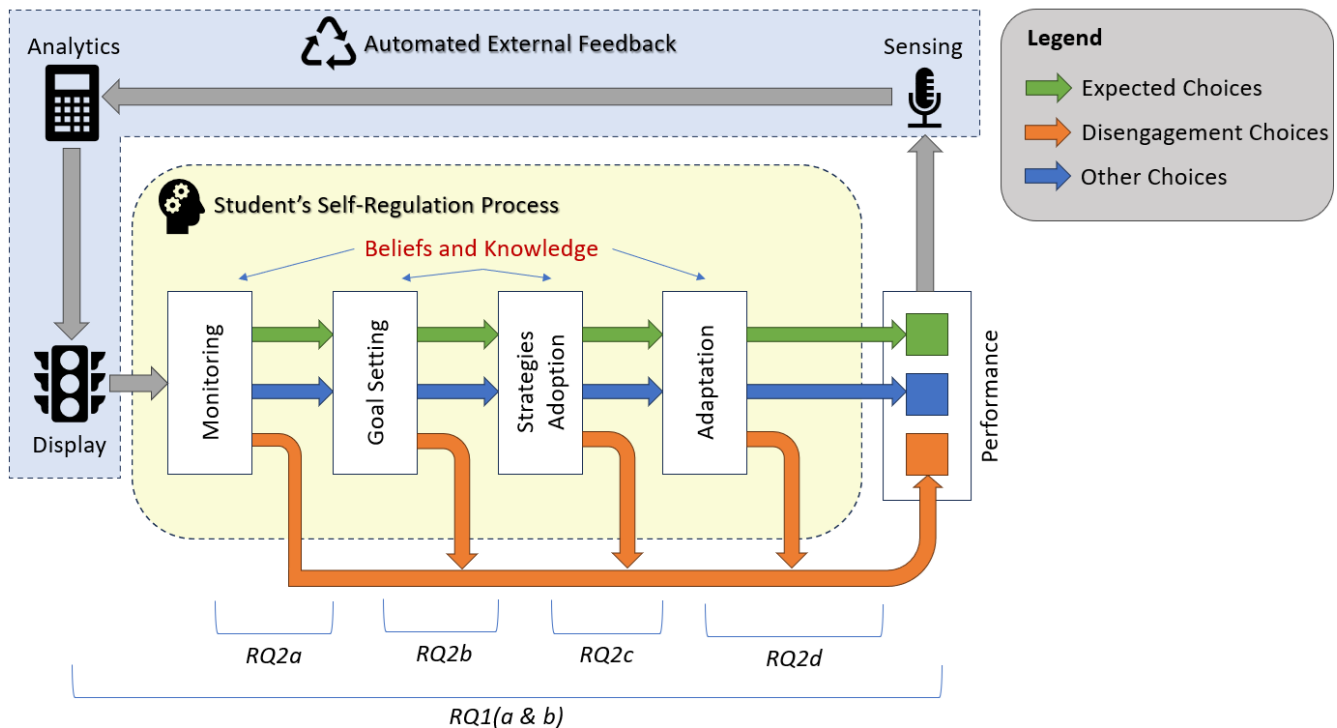 Analytics
Automated External Feedback
Sensing
Legend
Expected Choices
Disengagement Choices
Other Choices
Student's Self-Regulation Process
Beliefs and Knowledge
Monitoring
Goal Setting
Strategies
Adoption
Adaptation
Performance
Display
RQ2a
RQ2b
RQ2c
RQ2d
RQ1(a & b)